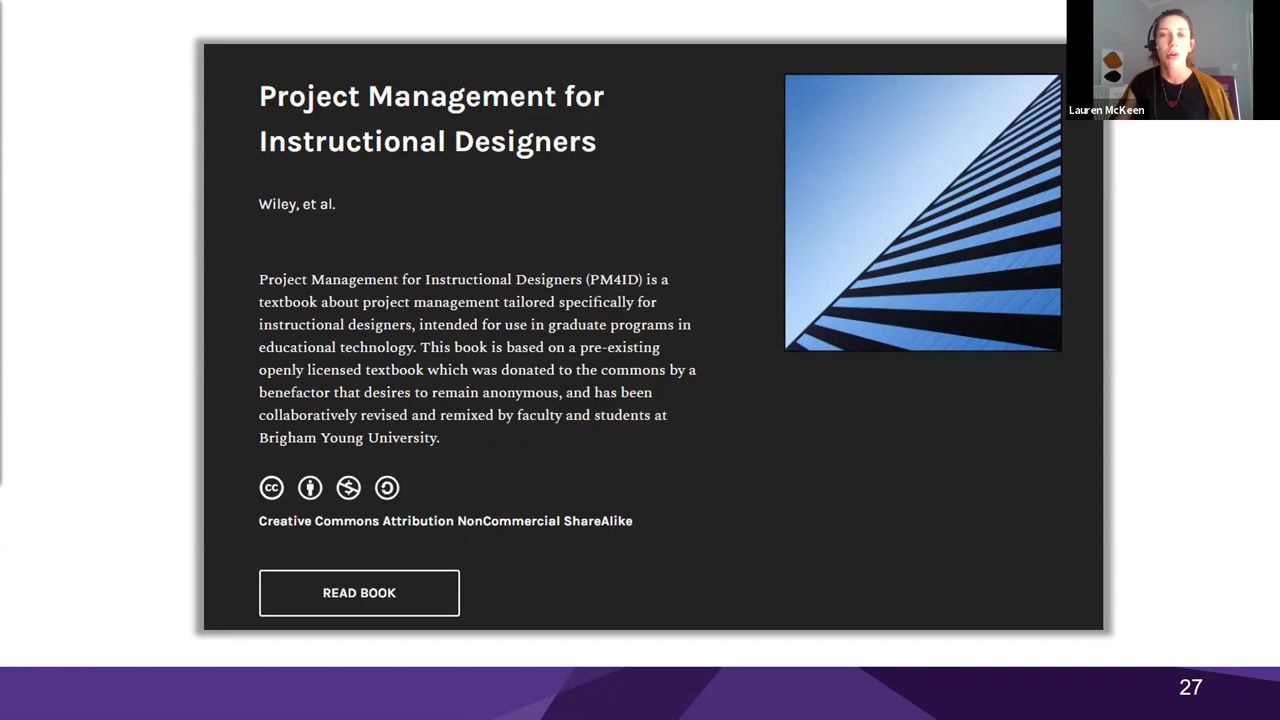 Project Management for
Instructional Designers
Wiley, et al.
Project Management for Instructional Designers (PM4ID) is a
textbook about project management tailored specifically for
instructional designers, intended for use in graduate programs in
educational technology. This book is based on a pre-existing
openly licensed textbook which was donated to the commons by a
benefactor that desires to remain anonymous, and has been
collaboratively revised and remixed by faculty and students at
Brigham Young University.
cc
Creative Commons Attribution NonCommercial ShareAlike
READ BOOK
Lauren McKeen
27